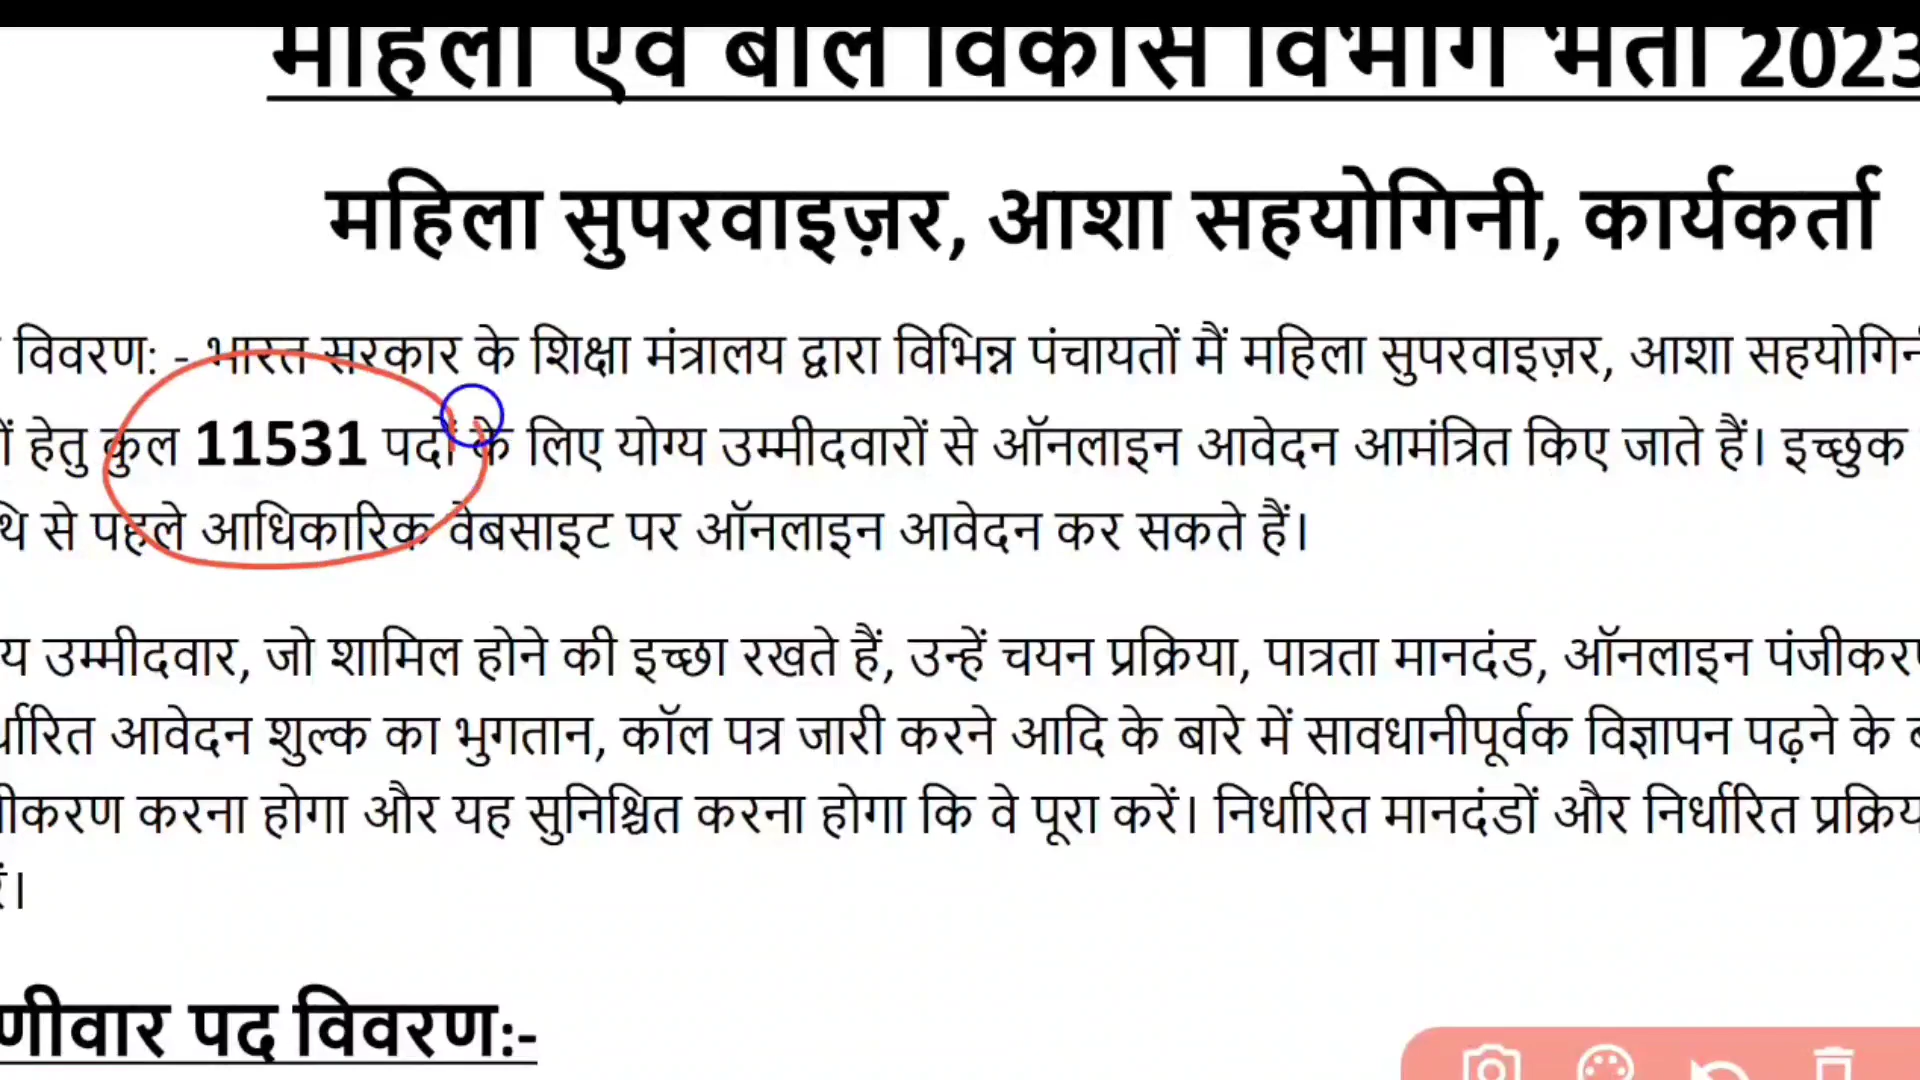 महिला एवं बाल विकास विभाग भर्ती 2023
महिला सुपरवाइज़र, आशा सहयोगिनी, कार्यकर्ता
विवरण: - भारत सरकार के शिक्षा मंत्रालय द्वारा विभिन्न पंचायतों मैं महिला सुपरवाइज़र, आशा सहयोगिनी
हेतु कुल 11531 पदों के लिए योग्य उम्मीदवारों से ऑनलाइन आवेदन आमंत्रित किए जाते हैं। इच्छुक
से पहले आधिकारिक वेबसाइट पर ऑनलाइन आवेदन कर सकते हैं।
उम्मीदवार, जो शामिल होने की इच्छा रखते हैं, उन्हें चयन प्रक्रिया, पात्रता मानदंड, ऑनलाइन पंजीकरण
आवेदन शुल्क का भुगतान, कॉल पत्र जारी करने आदि के बारे में सावधानीपूर्वक विज्ञापन पढ़ने के
करना होगा और यह सुनिश्चित करना होगा कि वे पूरा करें। निर्धारित मानदंडों और निर्धारित
पद विवरण:-